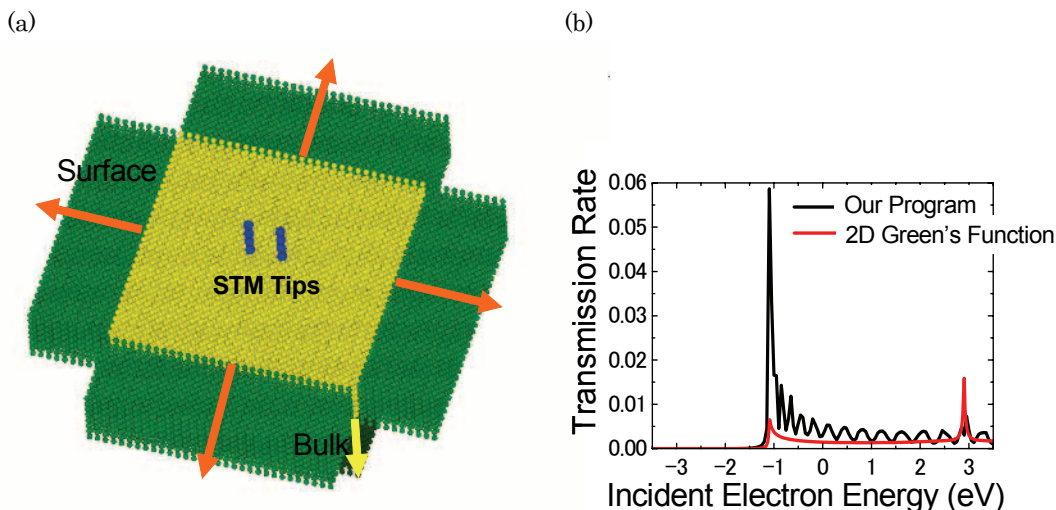 (a)
Surface
STM Tips
Bulk
(b)
Transmission Rate
0.06
0.05
0.04
0.03
0.02
0.01
0.00
Our Program
2D Green's Function
−3 −2 −1 0 1 2 3
Incident Electron Energy (eV)